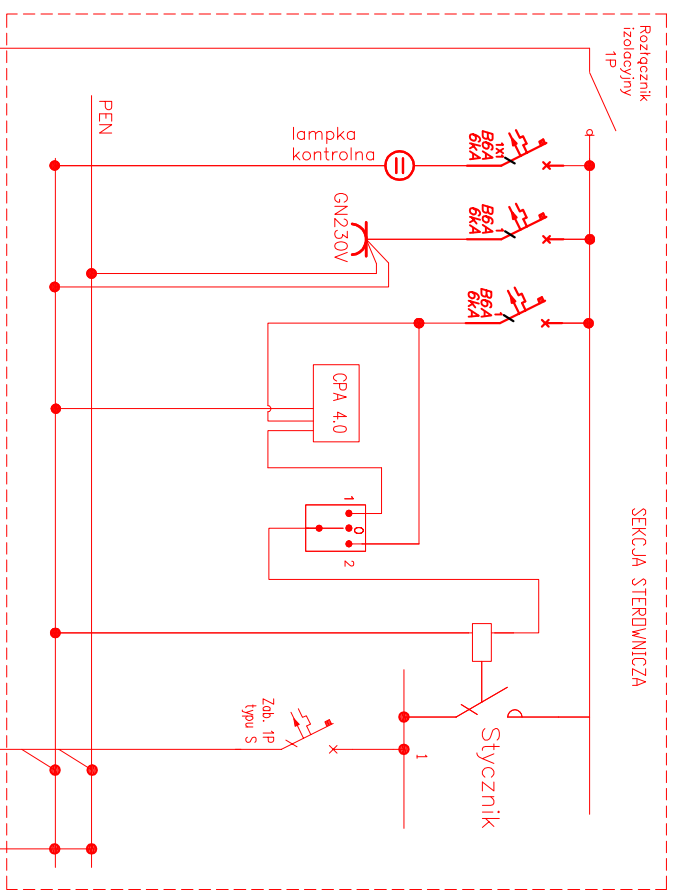 Rozłącznik
izolacyjny
1P
SEKCJA STEROWNICZA
B6A 1x1
6kA
B6A 1
6kA
B6A 1
6kA
lampka
kontrolna
GN230V
PEN
CPA 4.0
1
0
2
Stycznik
1
Zab. 1P
typu S